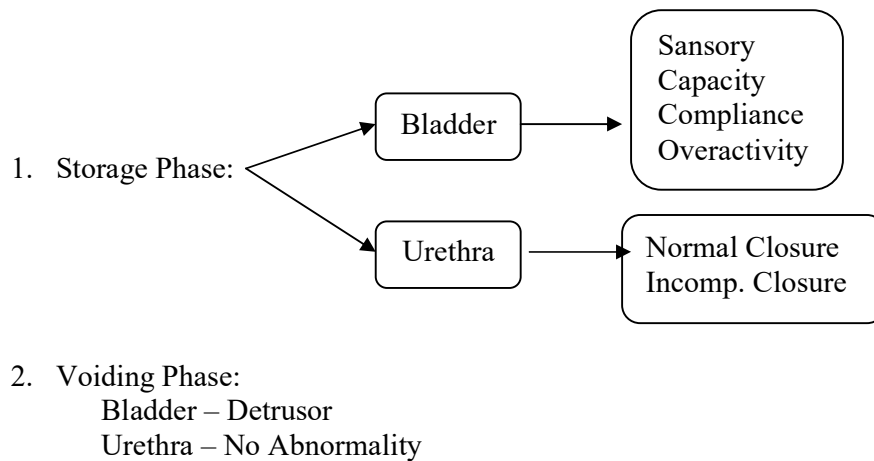 Sansory
Capacity
Compliance
Overactivity
Bladder
1. Storage Phase:
Urethra
Normal Closure
Incomp. Closure
2. Voiding Phase:
Bladder – Detrusor
Urethra – No Abnormality